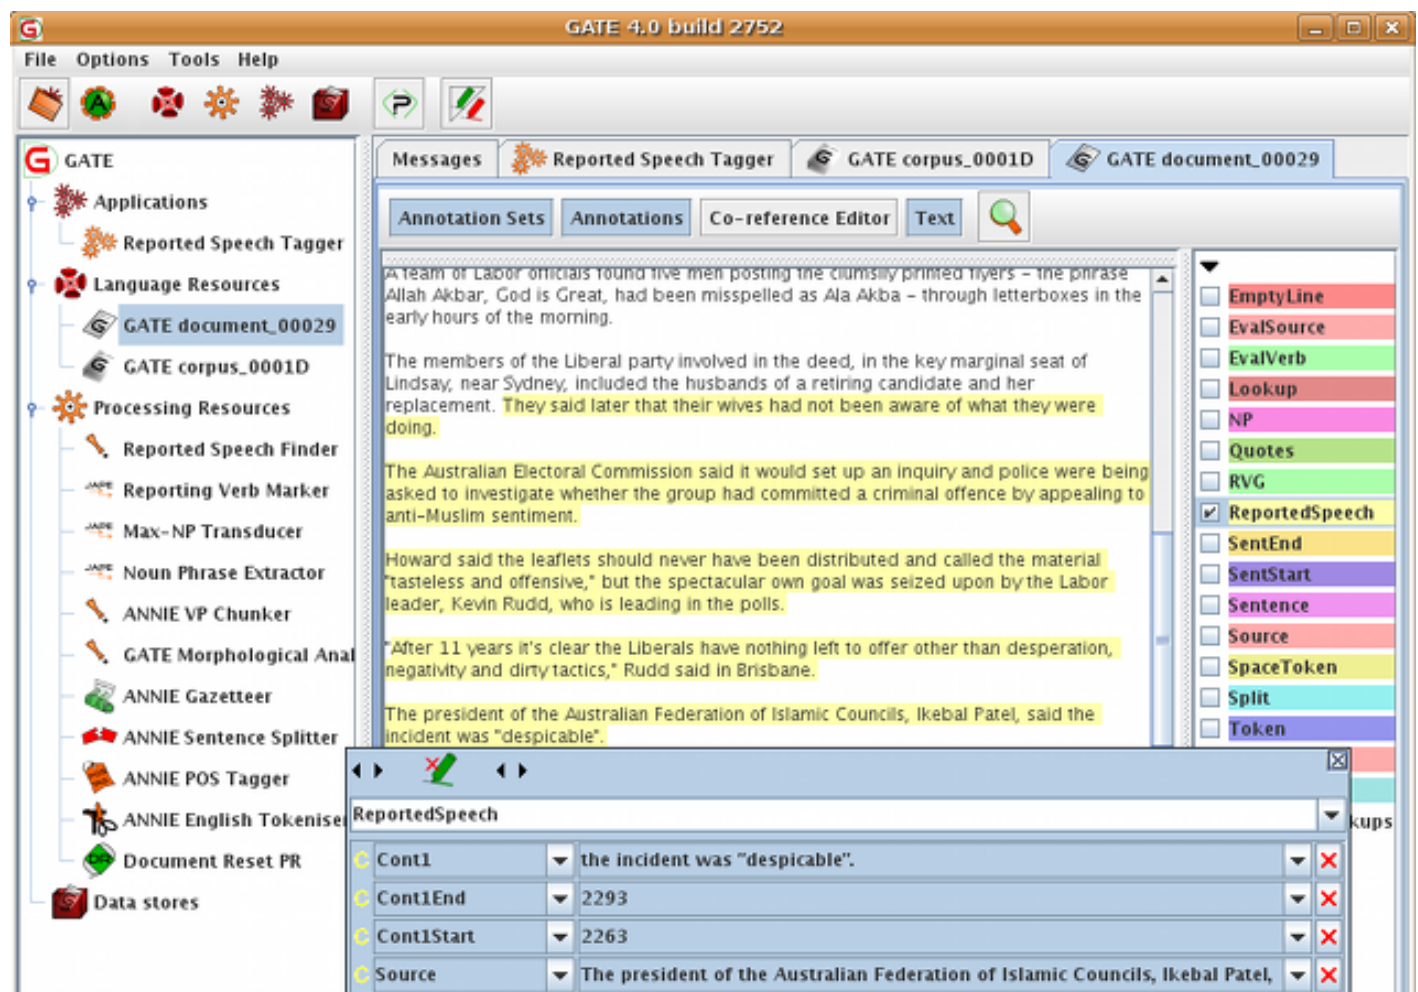 GATE 4.0 build 2752
File Options Tools Help
GATE
Applications
Reported Speech Tagger
Language Resources
GATE document_00029
GATE corpus_0001D
Processing Resources
Reported Speech Finder
Reporting Verb Marker
Max-NP Transducer
Noun Phrase Extractor
ANNIE VP Chunker
GATE Morphological Anal
ANNIE Gazetteer
ANNIE Sentence Splitter
ANNIE POS Tagger
ANNIE English Tokenise
Document Reset PR
Data stores
Messages Reported Speech Tagger GATE corpus_0001D GATE document_00029
Annotation Sets Annotations Co-reference Editor Text
A team of Labor officials found five men posting the clumsily printed flyers – the phrase
Allah Akbar, God is Great, had been misspelled as Ala Akba – through letterboxes in the
early hours of the morning.
The members of the Liberal party involved in the deed, in the key marginal seat of
Lindsay, near Sydney, included the husbands of a retiring candidate and her
replacement. They said later that their wives had not been aware of what they were
doing.
The Australian Electoral Commission said it would set up an inquiry and police were being
asked to investigate whether the group had committed a criminal offence by appealing to
anti-Muslim sentiment.
Howard said the leaflets should never have been distributed and called the material
"tasteless and offensive," but the spectacular own goal was seized upon by the Labor
leader, Kevin Rudd, who is leading in the polls.
"After 11 years it's clear the Liberals have nothing left to offer other than desperation,
negativity and dirty tactics," Rudd said in Brisbane.
The president of the Australian Federation of Islamic Councils, Ikebal Patel, said the
incident was "despicable".
EmptyLine
EvalSource
EvalVerb
Lookup
NP
Quotes
RVG
ReportedSpeech
SentEnd
SentStart
Sentence
Source
SpaceToken
Split
Token
kups
ReportedSpeech
C Cont1 the incident was "despicable".
C Cont1End 2293
C Cont1Start 2263
C Source The president of the Australian Federation of Islamic Councils, Ikebal Patel,